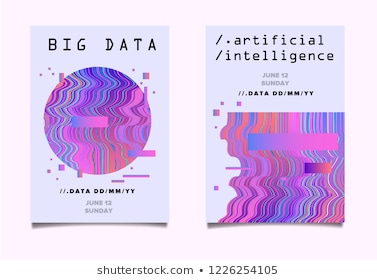 BIG DATA
//.DATA DD/MM/YY
JUNE 12
SUNDAY
/.artificial
/intelligence
JUNE 12
SUNDAY
//.DATA DD/MM/YY
www.shutterstock.com • 1226254105